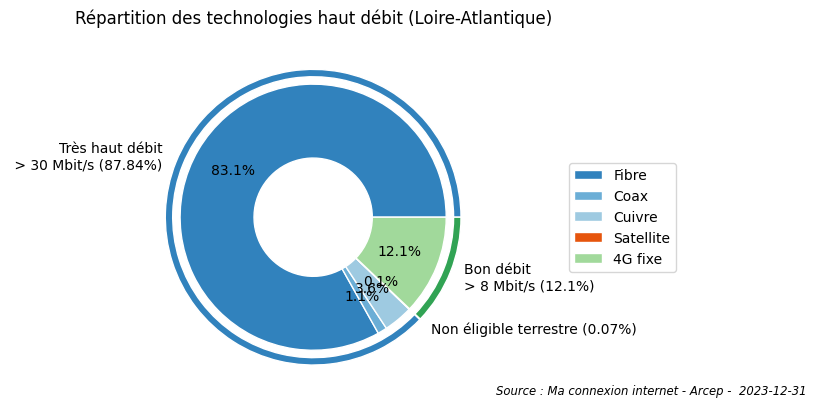 Répartition des technologies haut débit (Loire-Atlantique)
Très haut débit
> 30 Mbit/s (87.84%)
83.1%
Fibre
Coax
Cuivre
Satellite
4G fixe
12.1%
0.1%
3.6%
1.1%
Bon débit
> 8 Mbit/s (12.1%)
Non éligible terrestre (0.07%)
Source : Ma connexion internet - Arcep - 2023-12-31